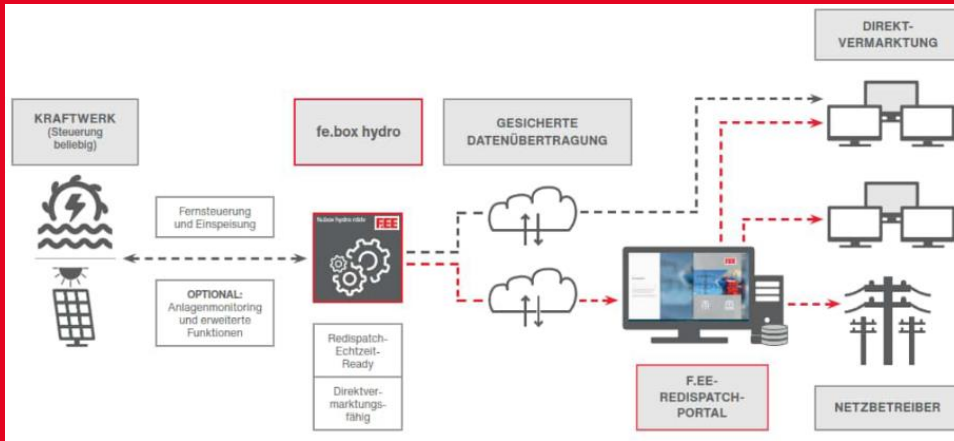 DIREKT-
VERMARKTUNG
KRAFTWERK
(Steuerung
beliebig)
fe.box hydro
GESICHERTE
DATENÜBERTRAGUNG
Fernsteuerung
und Einspeisung
OPTIONAL:
Anlagenmonitoring
und erweiterte
Funktionen
F.EE
Redispatch-
Echtzeit-
Ready
Direktver-
marktungs-
fähig
F.EE
F.EE-
REDISPATCH-
PORTAL
NETZBETREIBER